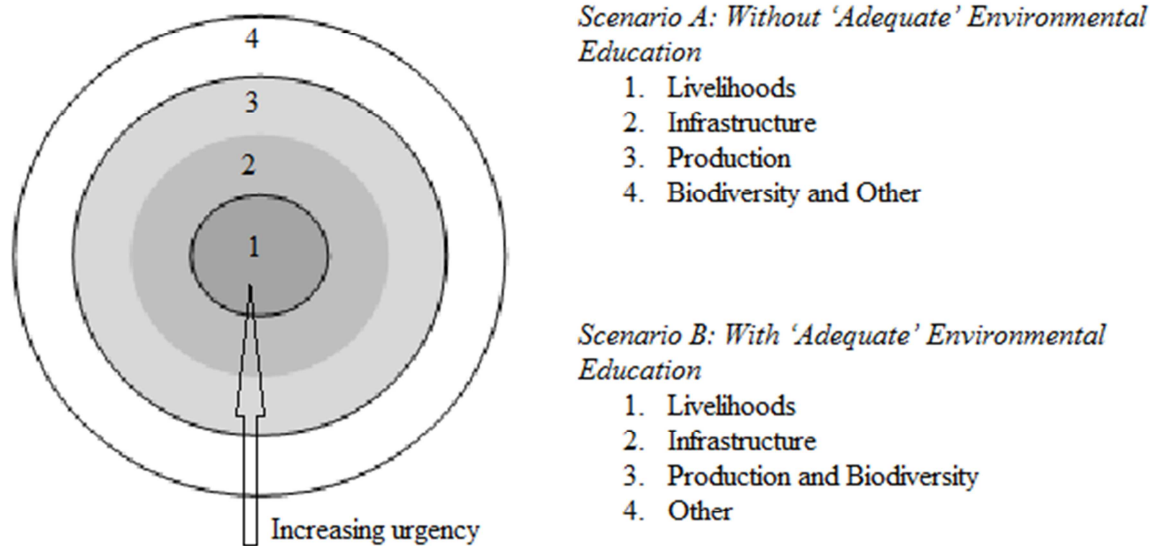 4
3
2
1
Increasing urgency
Scenario A: Without ‘Adequate’ Environmental
Education
1. Livelihoods
2. Infrastructure
3. Production
4. Biodiversity and Other
Scenario B: With ‘Adequate’ Environmental
Education
1. Livelihoods
2. Infrastructure
3. Production and Biodiversity
4. Other